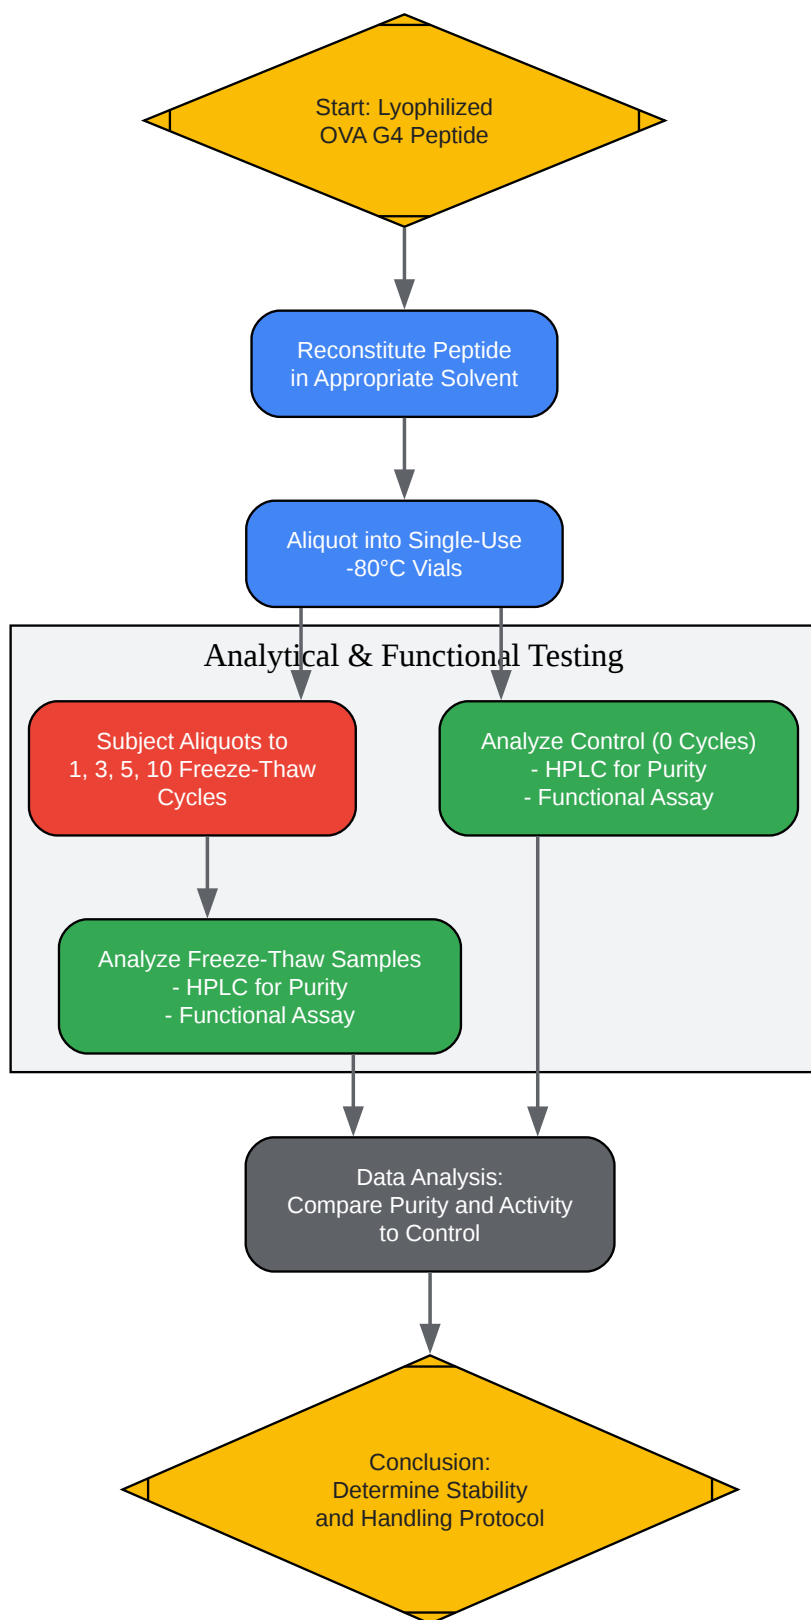 Start: Lyophilized
OVA G4 Peptide
Reconstitute Peptide
in Appropriate Solvent
Aliquot into Single-Use
-80°C Vials
Analytical & Functional Testing
Subject Aliquots to
1, 3, 5, 10 Freeze-Thaw
Cycles
Analyze Control (0 Cycles)
- HPLC for Purity
- Functional Assay
Analyze Freeze-Thaw Samples
- HPLC for Purity
- Functional Assay
Data Analysis:
Compare Purity and Activity
to Control
Conclusion:
Determine Stability
and Handling Protocol